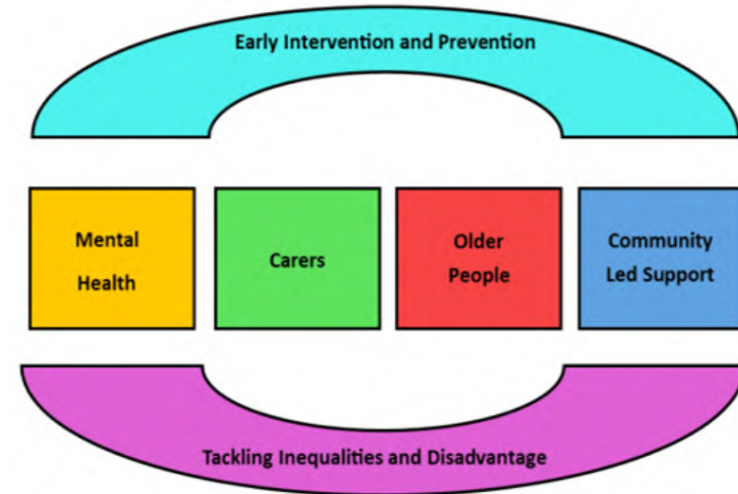 Early Intervention and Prevention
Mental
Health
Carers
Older
People
Community
Led Support
Tackling Inequalities and Disadvantage